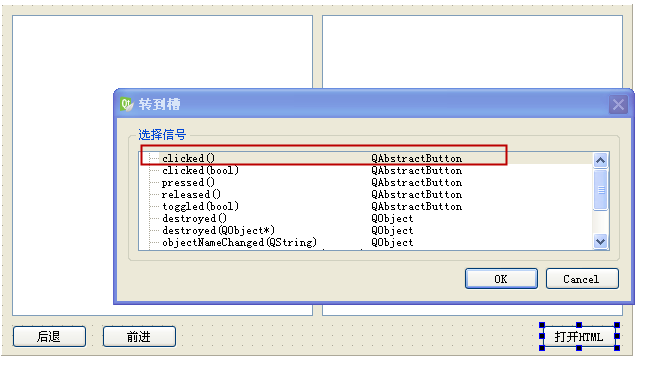 转到槽
选择信号
clicked() QAbstractButton
clicked(bool) QAbstractButton
pressed() QAbstractButton
released() QAbstractButton
toggled(bool) QAbstractButton
destroyed() QObject
destroyed(QObject*) QObject
objectNameChanged(QString) QObject
OK Cancel
后退 前进 打开HTML